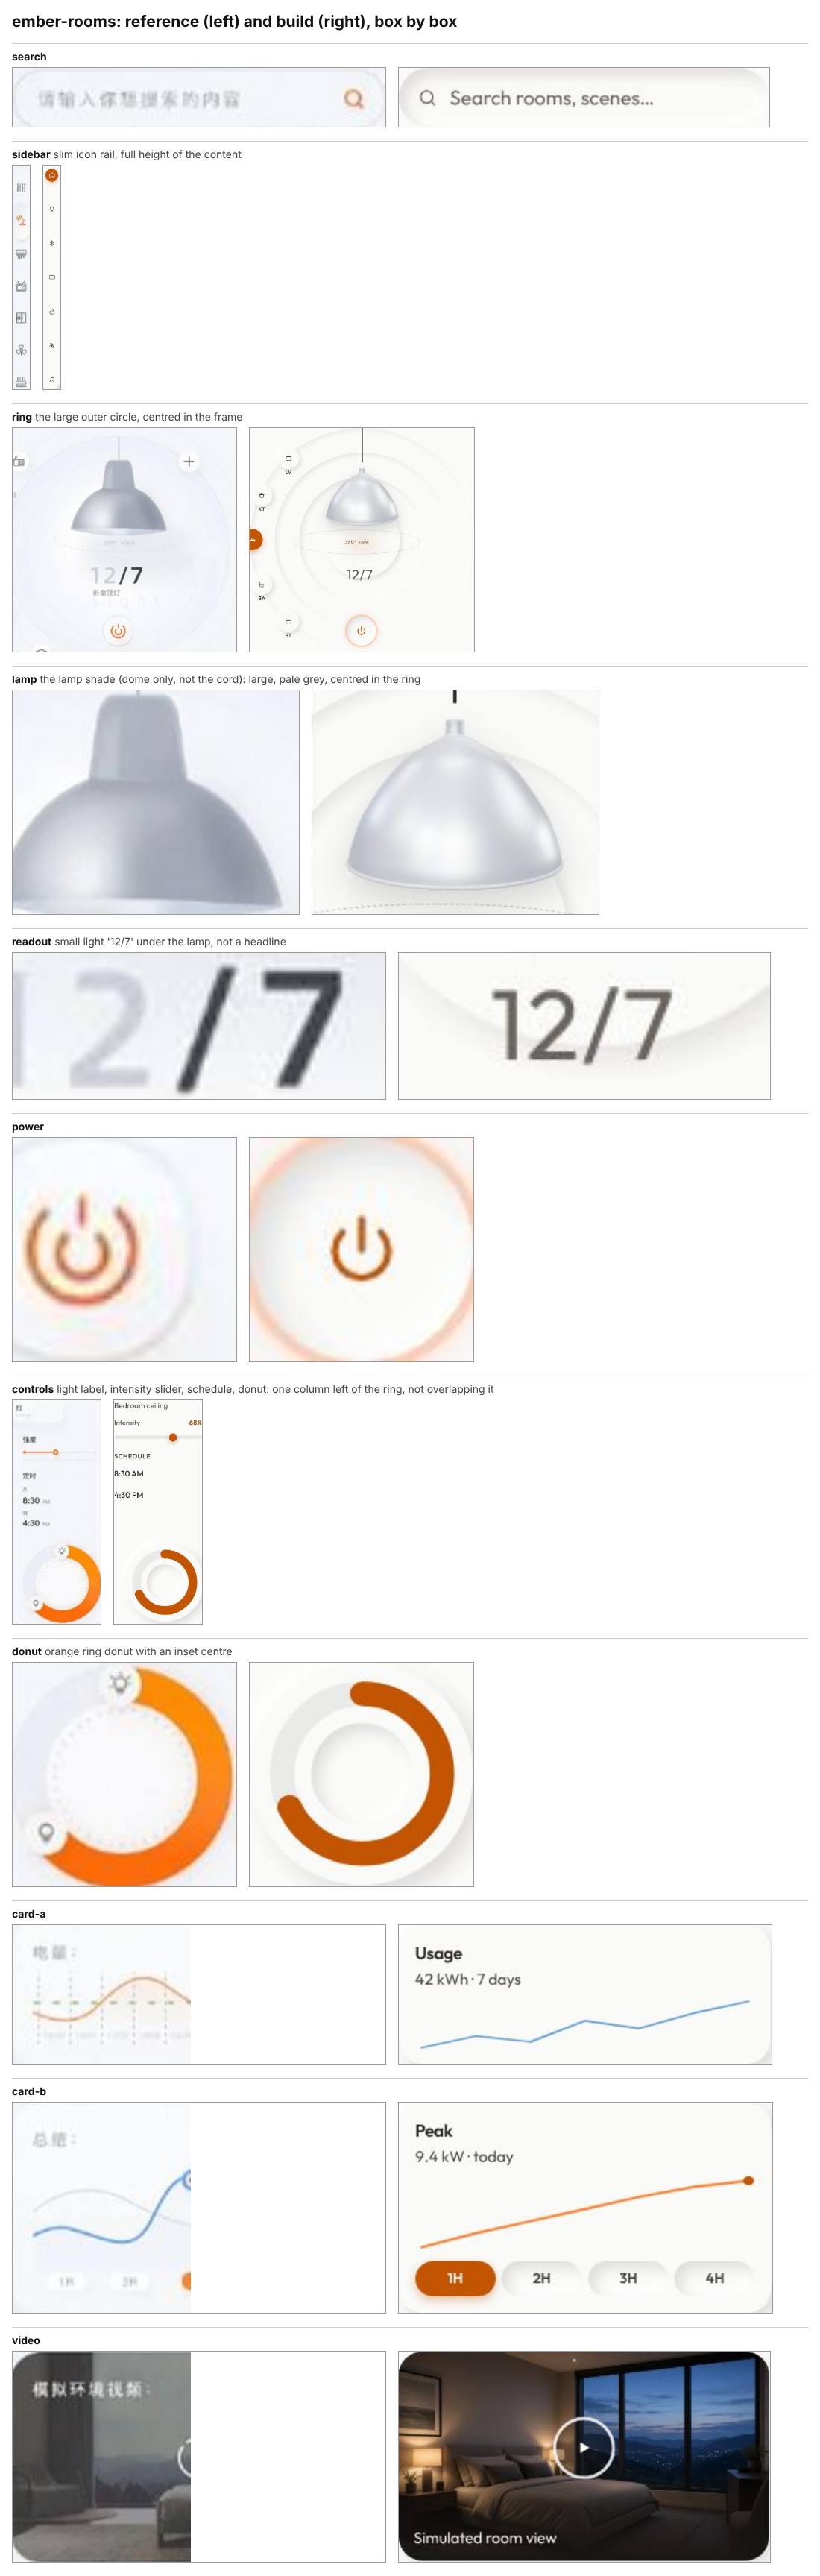 ember-rooms: reference (left) and build (right), box by box
search
请输入你想搜索的内容
Search rooms, scenes...
sidebar slim icon rail, full height of the content
ring the large outer circle, centred in the frame
LV
KT
360° view
12/7
卧室顶灯
Light
360° view
12/7
BA
ST
lamp the lamp shade (dome only, not the cord): large, pale grey, centred in the ring
readout small light '12/7' under the lamp, not a headline
12/7
12/7
power
controls light label, intensity slider, schedule, donut: one column left of the ring, not overlapping it
灯
强度
定时
8:30 AM
4:30 PM
Bedroom ceiling
Intensity 68%
SCHEDULE
8:30 AM
4:30 PM
donut orange ring donut with an inset centre
card-a
电量:
Usage
42 kWh · 7 days
card-b
总结:
1H 2H
Peak
9.4 kW · today
1H 2H 3H 4H
video
模拟环境视频:
Simulated room view